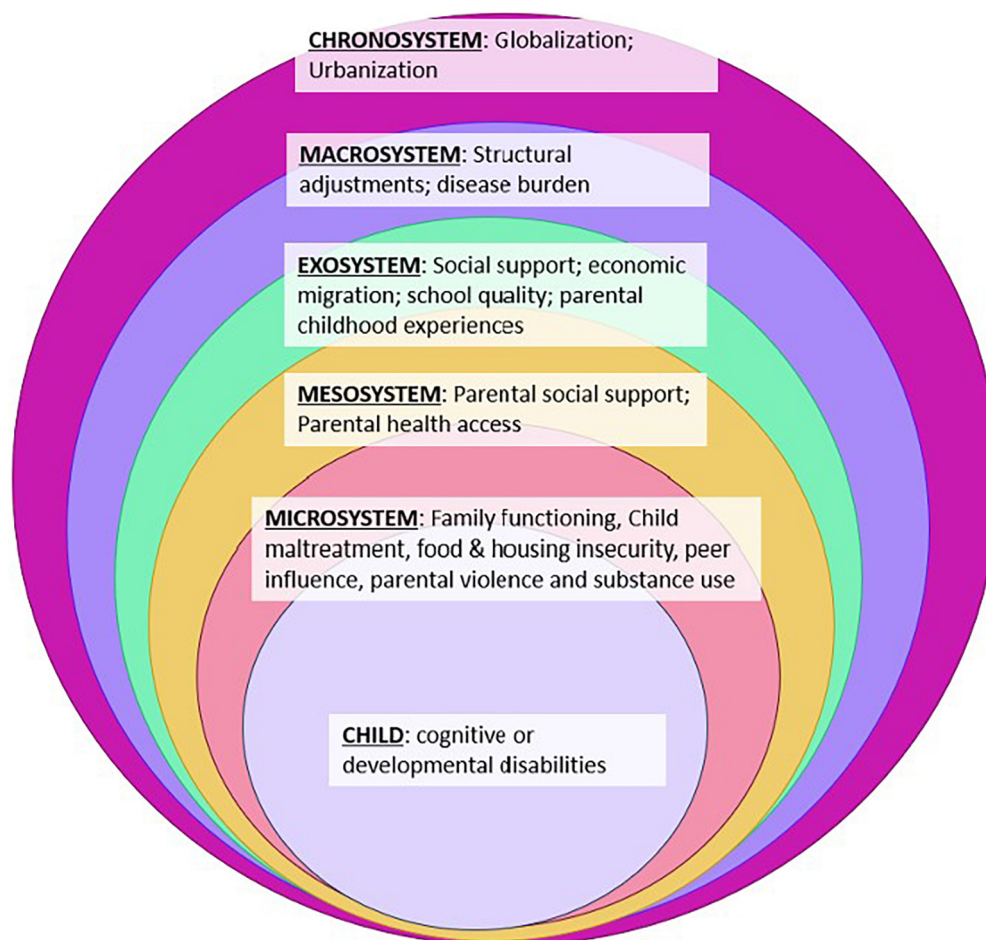 CHRONOSYSTEM: Globalization;
Urbanization
MACROSYSTEM: Structural
adjustments; disease burden
EXOSYSTEM: Social support; economic
migration; school quality; parental
childhood experiences
MESOSYSTEM: Parental social support;
Parental health access
MICROSYSTEM: Family functioning, Child
maltreatment, food & housing insecurity, peer
influence, parental violence and substance use
CHILD: cognitive or
developmental disabilities